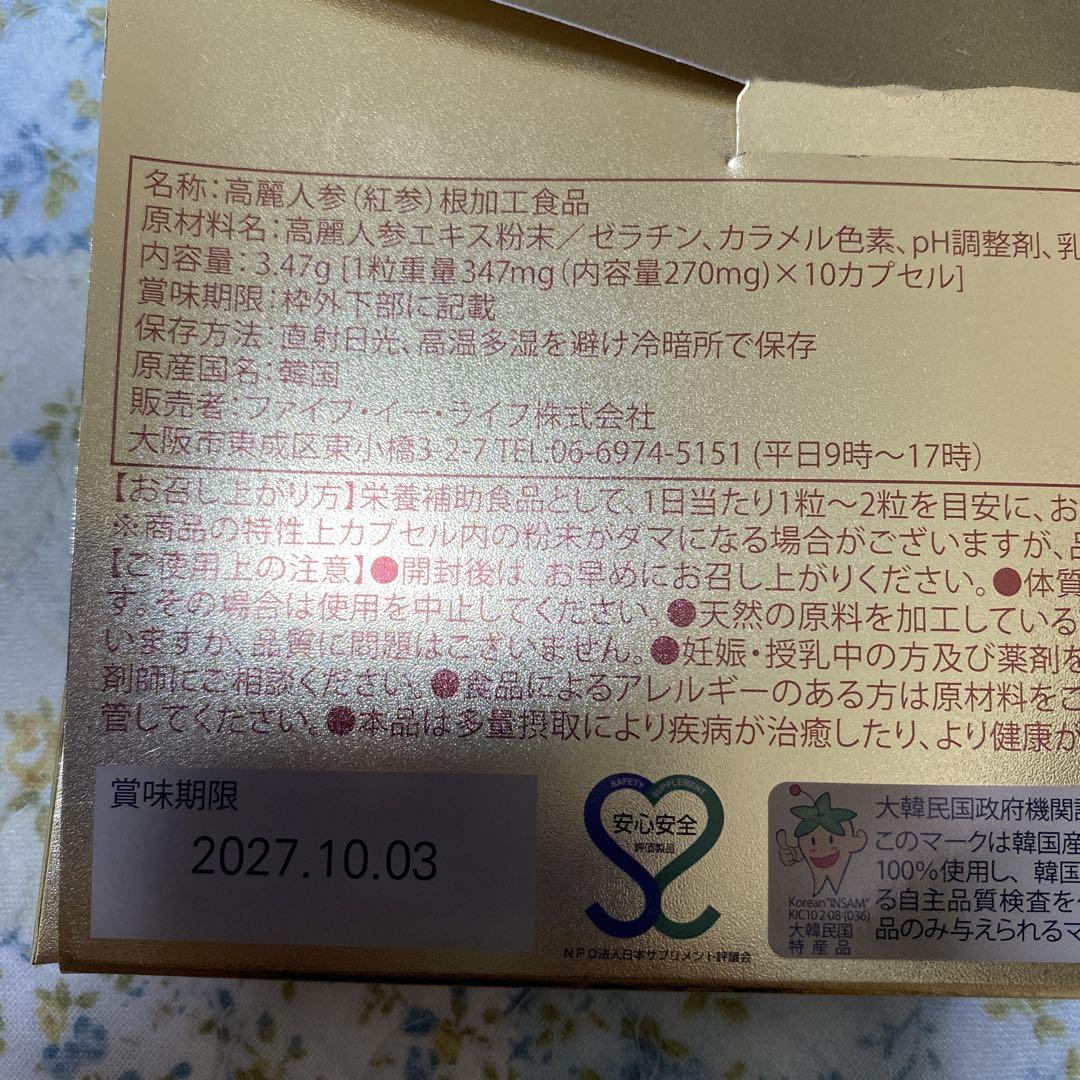 名称：高麗人参（紅参）根加工食品
原材料名：高麗人参エキス粉末／ゼラチン、カラメル色素、pH調整剤、乳
内容量：3.47g [1粒重量347mg（内容量270mg）×10カプセル]
賞味期限：枠外下部に記載
保存方法：直射日光、高温多湿を避け冷暗所で保存
原産国名：韓国
販売者：ファイブ・イー・ライフ株式会社
大阪市東成区東小橋3-2-7 TEL:06-6974-5151 (平日9時～17時)
【お召し上がり方】栄養補助食品として、1日当たり1粒～2粒を目安に、お
※商品の特性上カプセル内の粉末がダマになる場合がございますが、品
【ご使用上の注意】●開封後は、お早めにお召し上がりください。●体質
す。その場合は使用を中止してください。●天然の原料を加工している
いますが、品質に問題はございません。●妊娠・授乳中の方及び薬剤を
剤師にご相談ください。●食品によるアレルギーのある方は原材料をご
管してください。●本品は多量摂取により疾病が治癒したり、より健康が
賞味期限
2027.10.03
SAFETY SUPPLEMENT
安心安全
評価製品
NPO法人日本サプリメント評議会
Korean "INSAM"
KIC10-2-08-(036)
大韓民国
特産品
大韓民国政府機関
このマークは韓国産
100%使用し、韓国
る自主品質検査を
品のみ与えられるマ